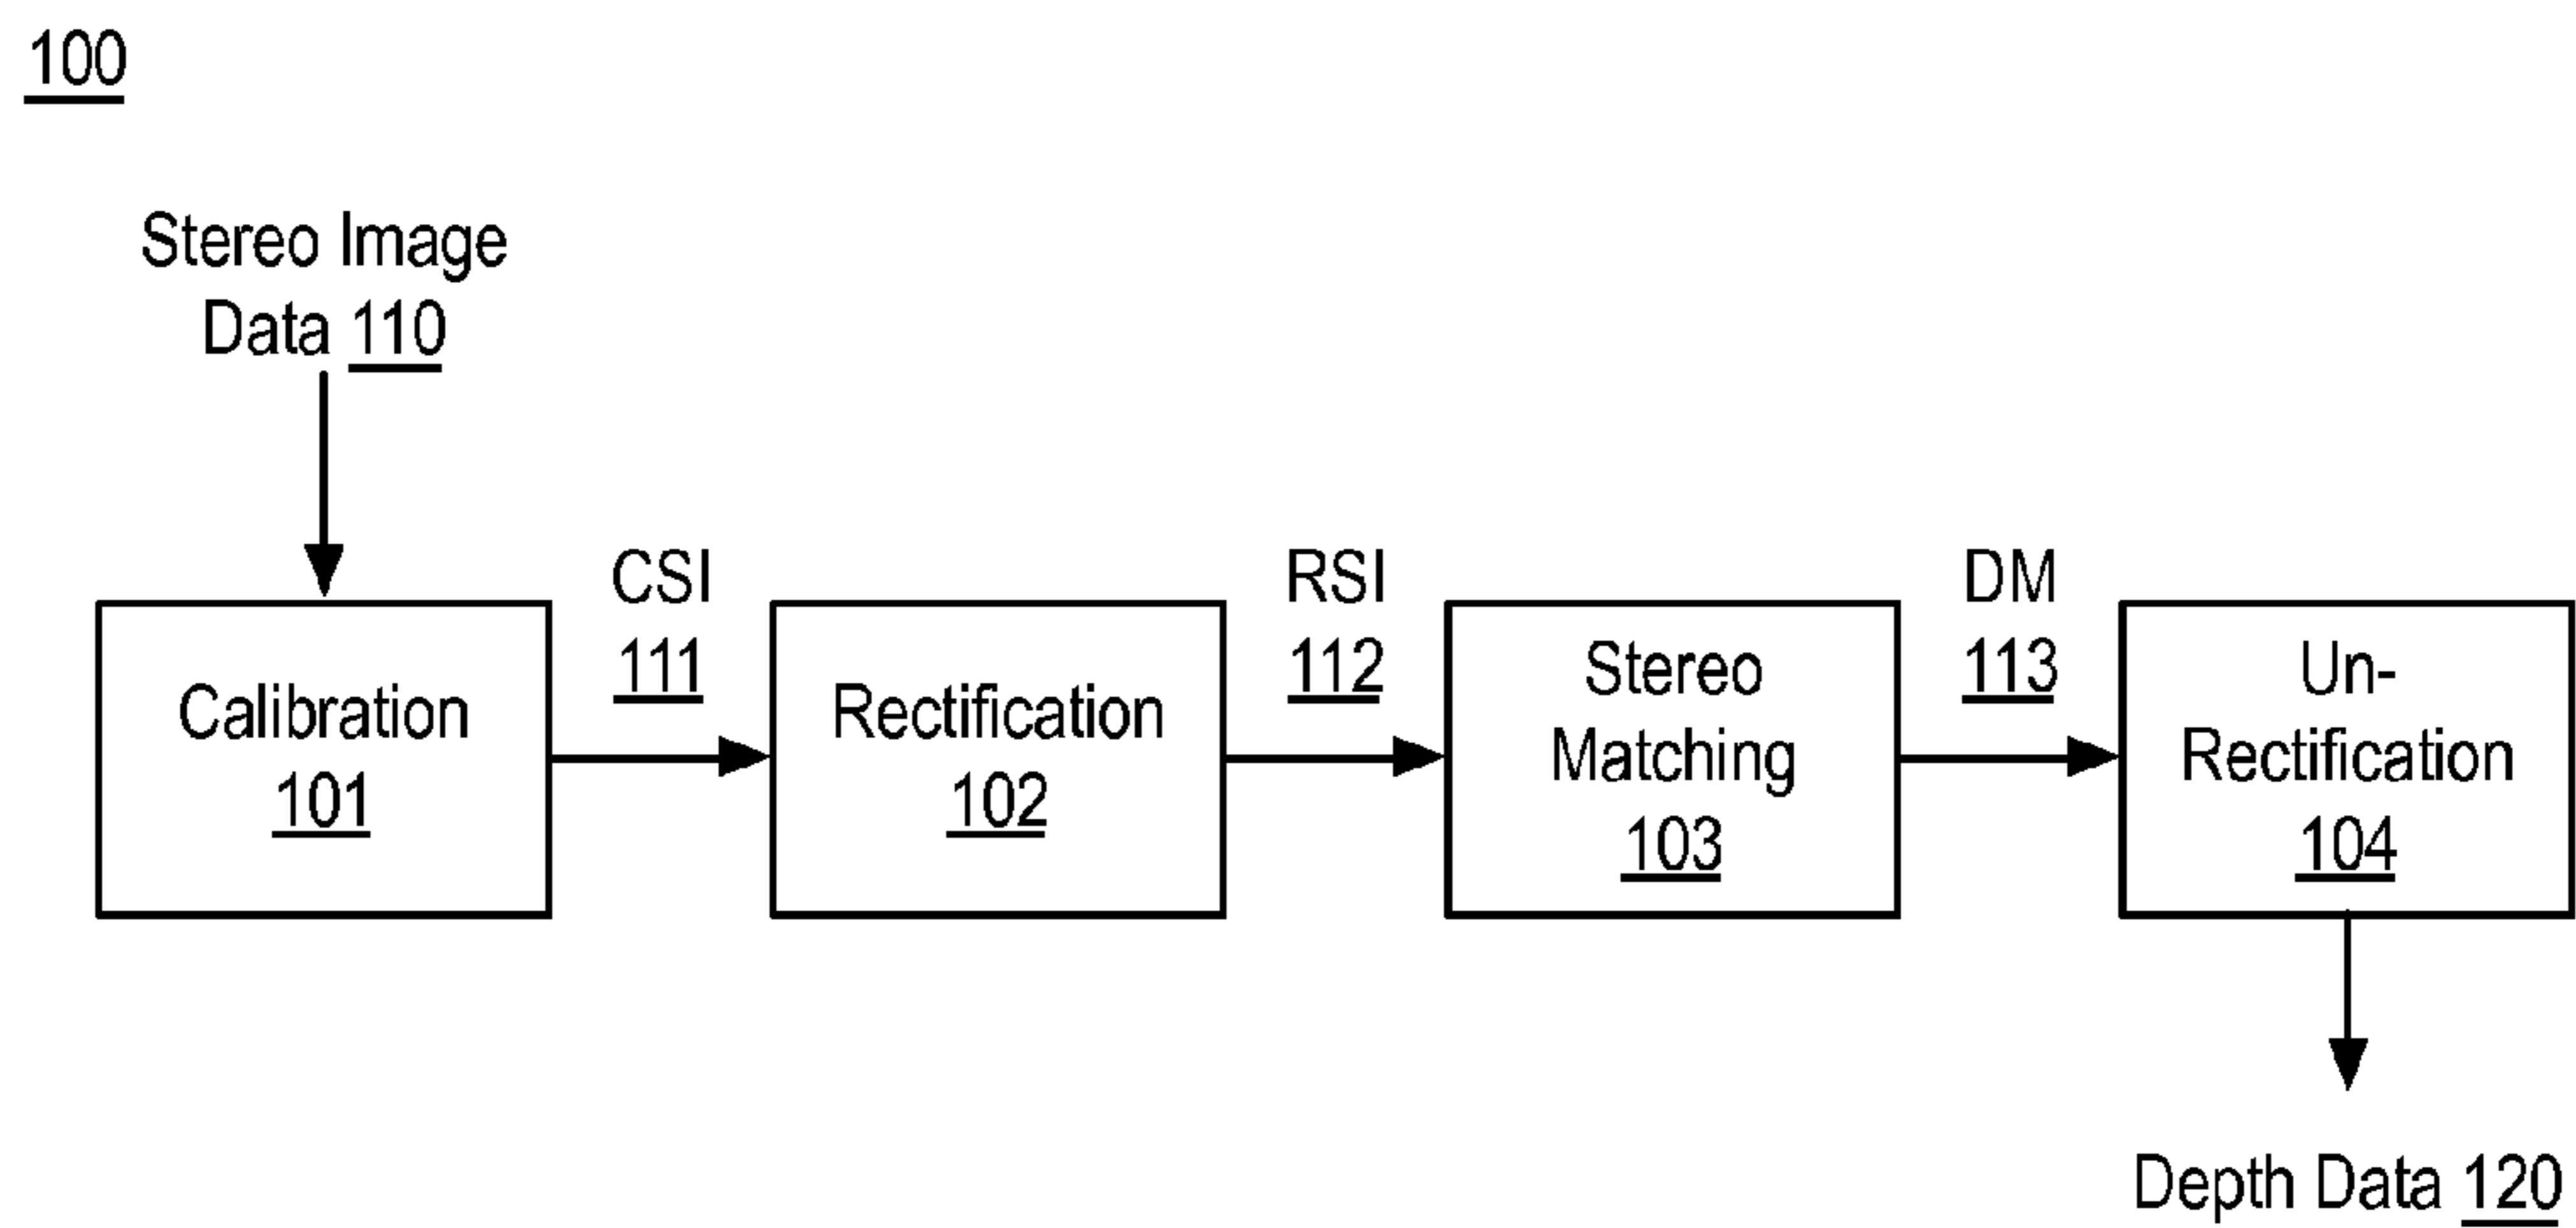 100
Stereo Image
Data 110
Calibration
101
CSI
111
Rectification
102
RSI
112
Stereo
Matching
103
DM
113
Un-
Rectification
104
Depth Data 120